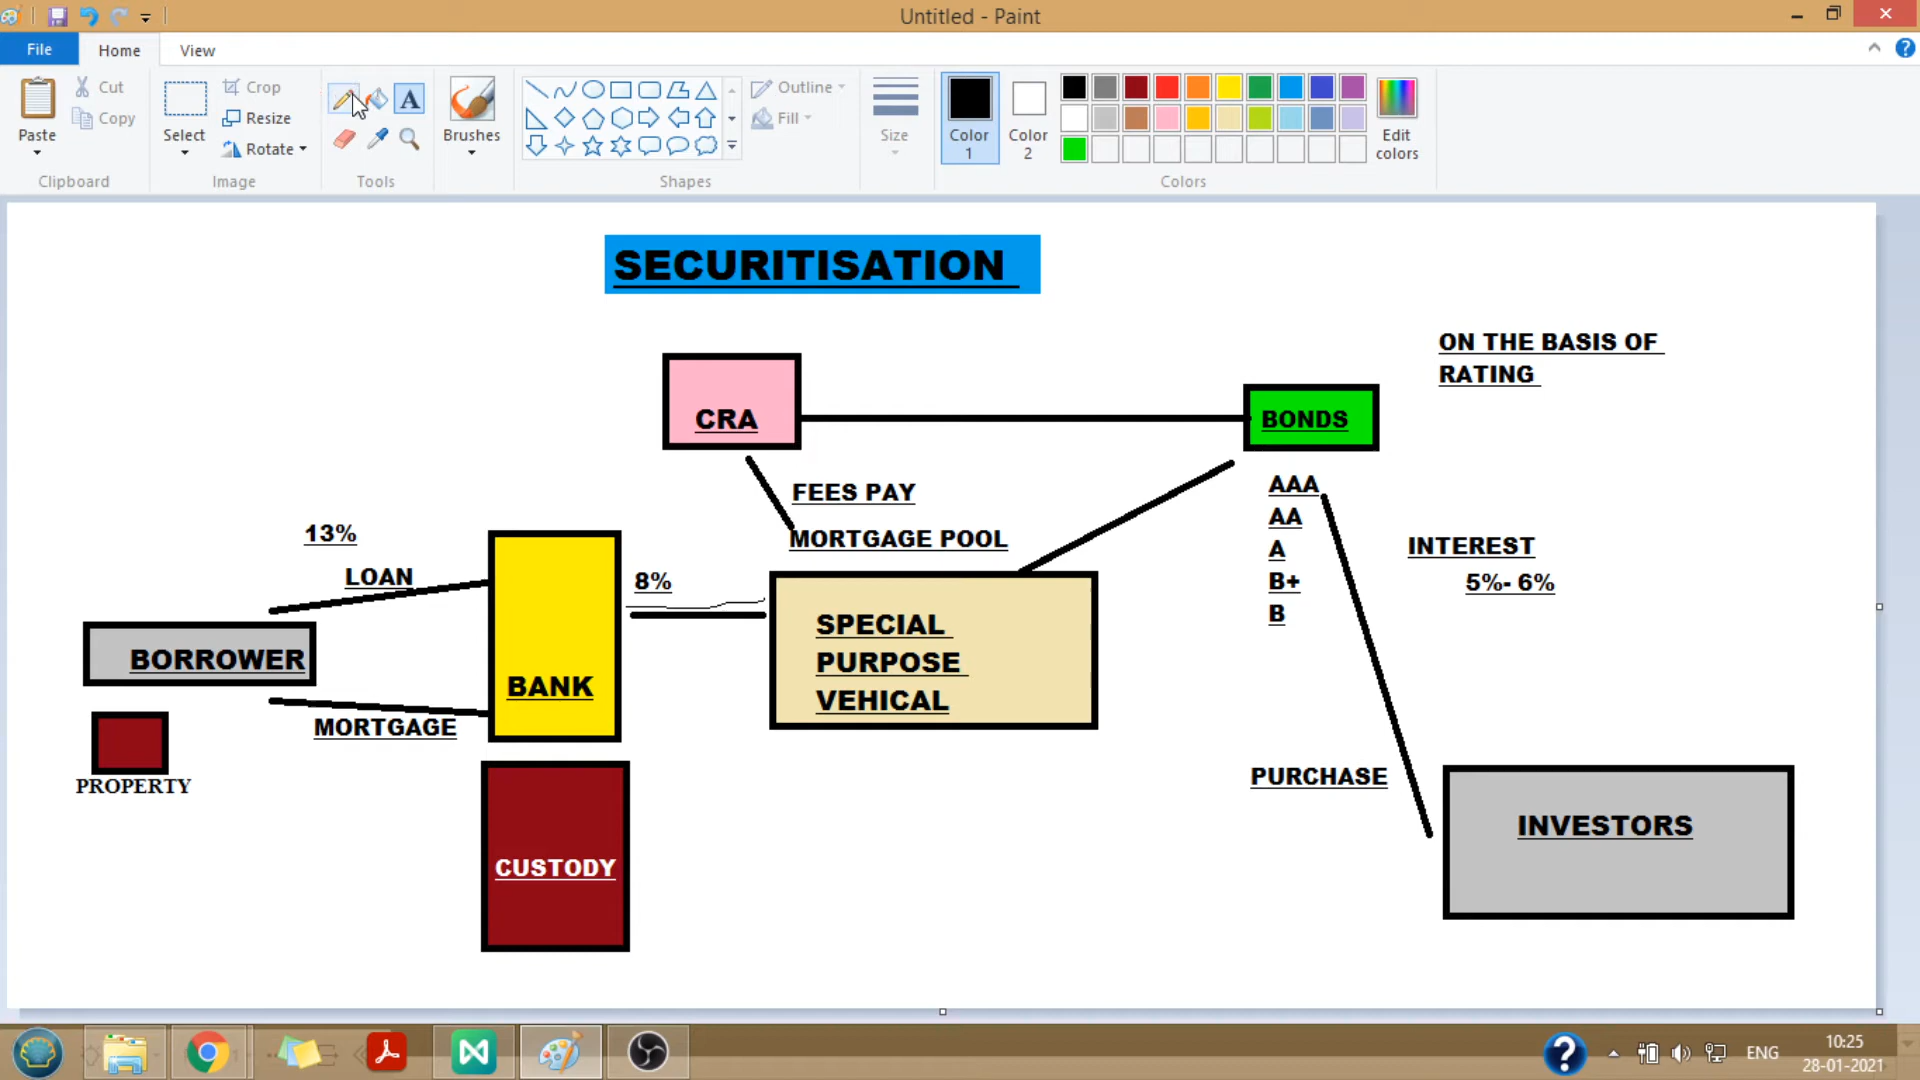 Untitled - Paint
File
Home
View
Paste
Cut
Copy
Clipboard
Select
Crop
Resize
Rotate
Image
A
Tools
Brushes
Shapes
Outline
Fill
Size
Color
1
Color
2
Edit
colors
Colors
SECURITISATION
ON THE BASIS OF
RATING
CRA
BONDS
FEES PAY
MORTGAGE POOL
AAA
AA
A
B+
B
INTEREST
5%- 6%
13%
LOAN
8%
BORROWER
BANK
SPECIAL
PURPOSE
VEHICAL
MORTGAGE
PROPERTY
PURCHASE
INVESTORS
CUSTODY
ENG
10:25
28-01-2021